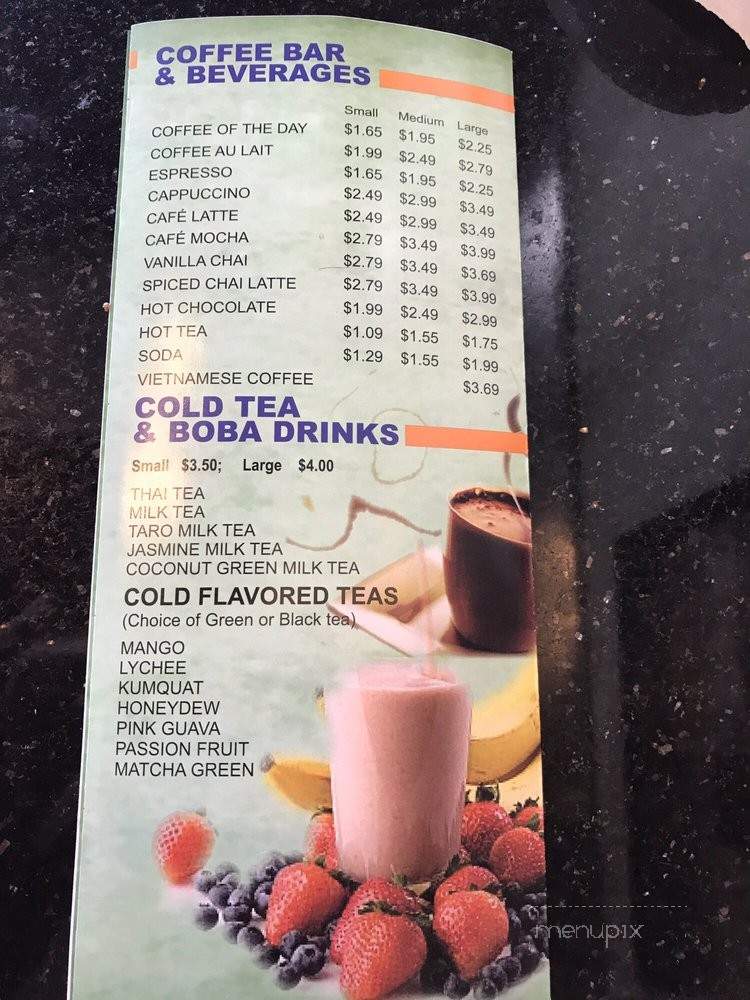 COFFEE BAR
& BEVERAGES
Small Medium Large
COFFEE OF THE DAY $1.65 $1.95 $2.25
COFFEE AU LAIT $1.99 $2.49 $2.79
ESPRESSO $1.65 $1.95 $2.25
CAPPUCCINO $2.49 $2.99 $3.49
CAFÉ LATTE $2.49 $2.99 $3.49
CAFÉ MOCHA $2.79 $3.49 $3.99
VANILLA CHAI $2.79 $3.49 $3.69
SPICED CHAI LATTE $2.79 $3.49 $3.99
HOT CHOCOLATE $1.99 $2.49 $2.99
HOT TEA $1.09 $1.55 $1.75
SODA $1.29 $1.55 $1.99
VIETNAMESE COFFEE $3.69
COLD TEA
& BOBA DRINKS
Small $3.50; Large $4.00
THAI TEA
MILK TEA
TARO MILK TEA
JASMINE MILK TEA
COCONUT GREEN MILK TEA
COLD FLAVORED TEAS
(Choice of Green or Black tea)
MANGO
LYCHEE
KUMQUAT
HONEYDEW
PINK GUAVA
PASSION FRUIT
MATCHA GREEN
menupix